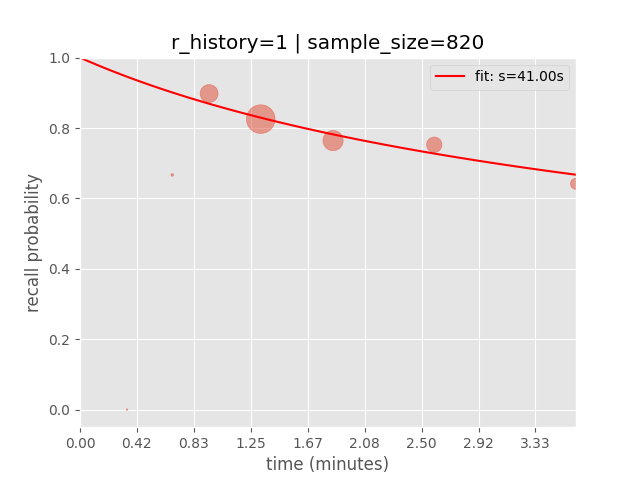 r_history=1 | sample_size=820
fit: s=41.00s
1.0
0.8
0.6
0.4
0.2
0.0
recall probability
0.00 0.42 0.83 1.25 1.67 2.08 2.50 2.92 3.33
time (minutes)